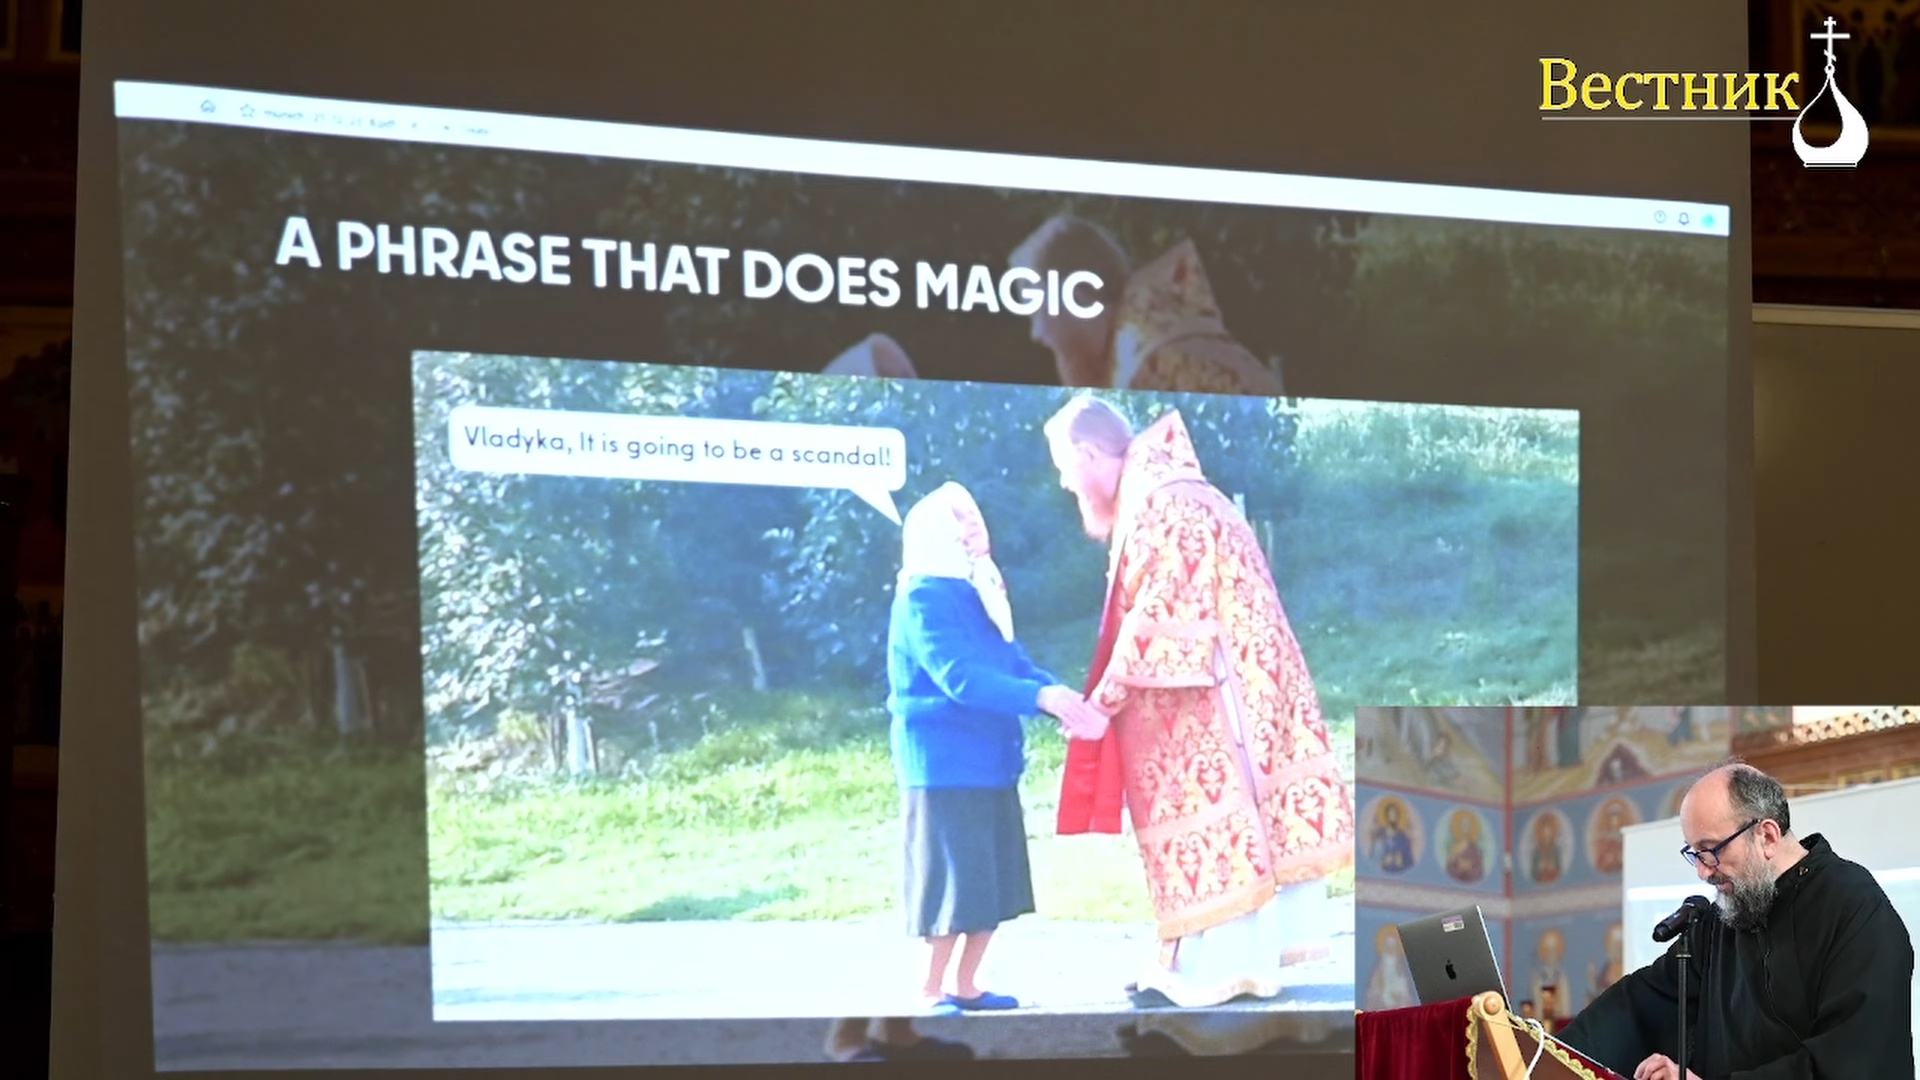 Вестник
A PHRASE THAT DOES MAGIC
Vladyka, It is going to be a scandal!